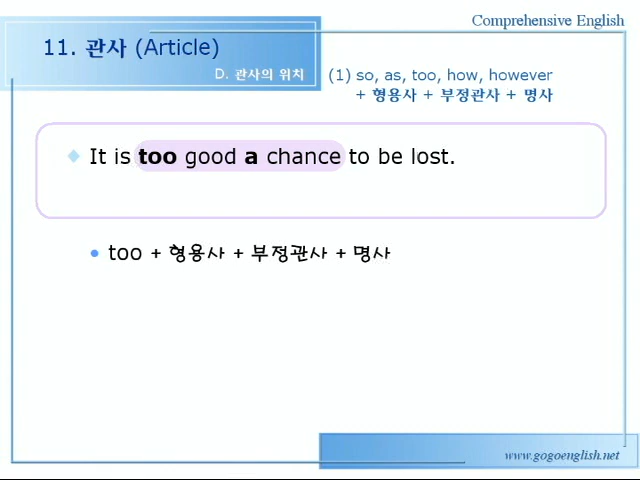 Comprehensive English
11. 관사 (Article)
D. 관사의 위치
(1) so, as, too, how, however
+ 형용사 + 부정관사 + 명사
It is too good a chance to be lost.
too + 형용사 + 부정관사 + 명사
www.gogoenglish.net